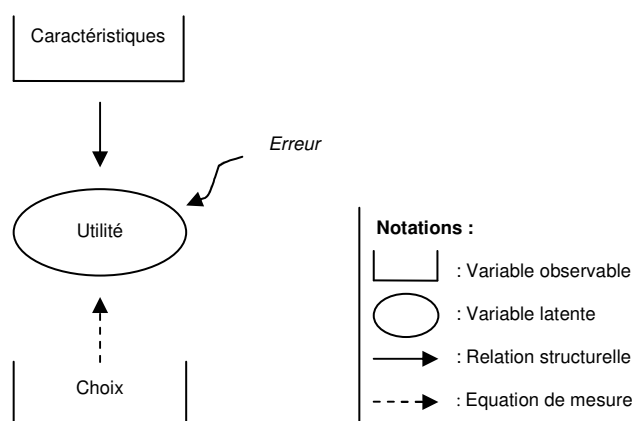 Caractéristiques
Erreur
Utilité
Choix
Notations :
: Variable observable
: Variable latente
: Relation structurelle
: Equation de mesure